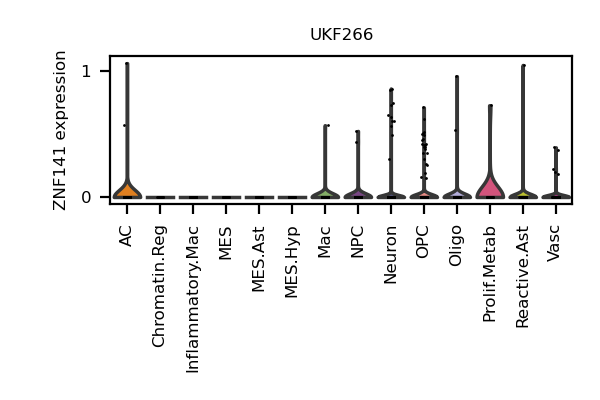 UKF266
ZNF141 expression
1
0
AC
Chromatin.Reg
Inflammatory.Mac
MES
MES.Ast
MES.Hyp
Mac
NPC
Neuron
OPC
Oligo
Prolif.Metab
Reactive.Ast
Vasc